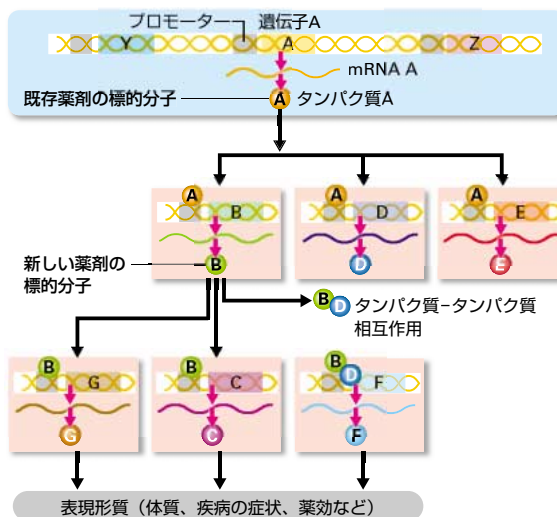 プロモーター 遺伝子A
Y A Z
mRNA A
既存薬剤の標的分子 A タンパク質A
A A A
B D E
新しい薬剤の
標的分子
B D E
B D タンパク質-タンパク質
相互作用
B B B D
G C F
G C F
表現形質（体質、疾病の症状、薬効など）